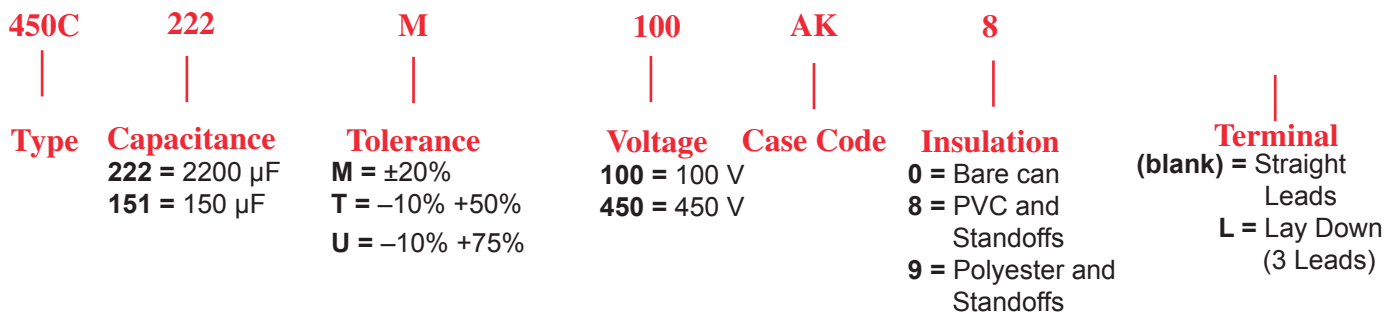 450C 222 M 100 AK 8
Type Capacitance Tolerance Voltage Case Code Insulation Terminal
222 = 2200 µF
151 = 150 µF
M = ±20%
T = –10% +50%
U = –10% +75%
100 = 100 V
450 = 450 V
0 = Bare can
8 = PVC and
Standoffs
9 = Polyester and
Standoffs
(blank) = Straight
Leads
L = Lay Down
(3 Leads)